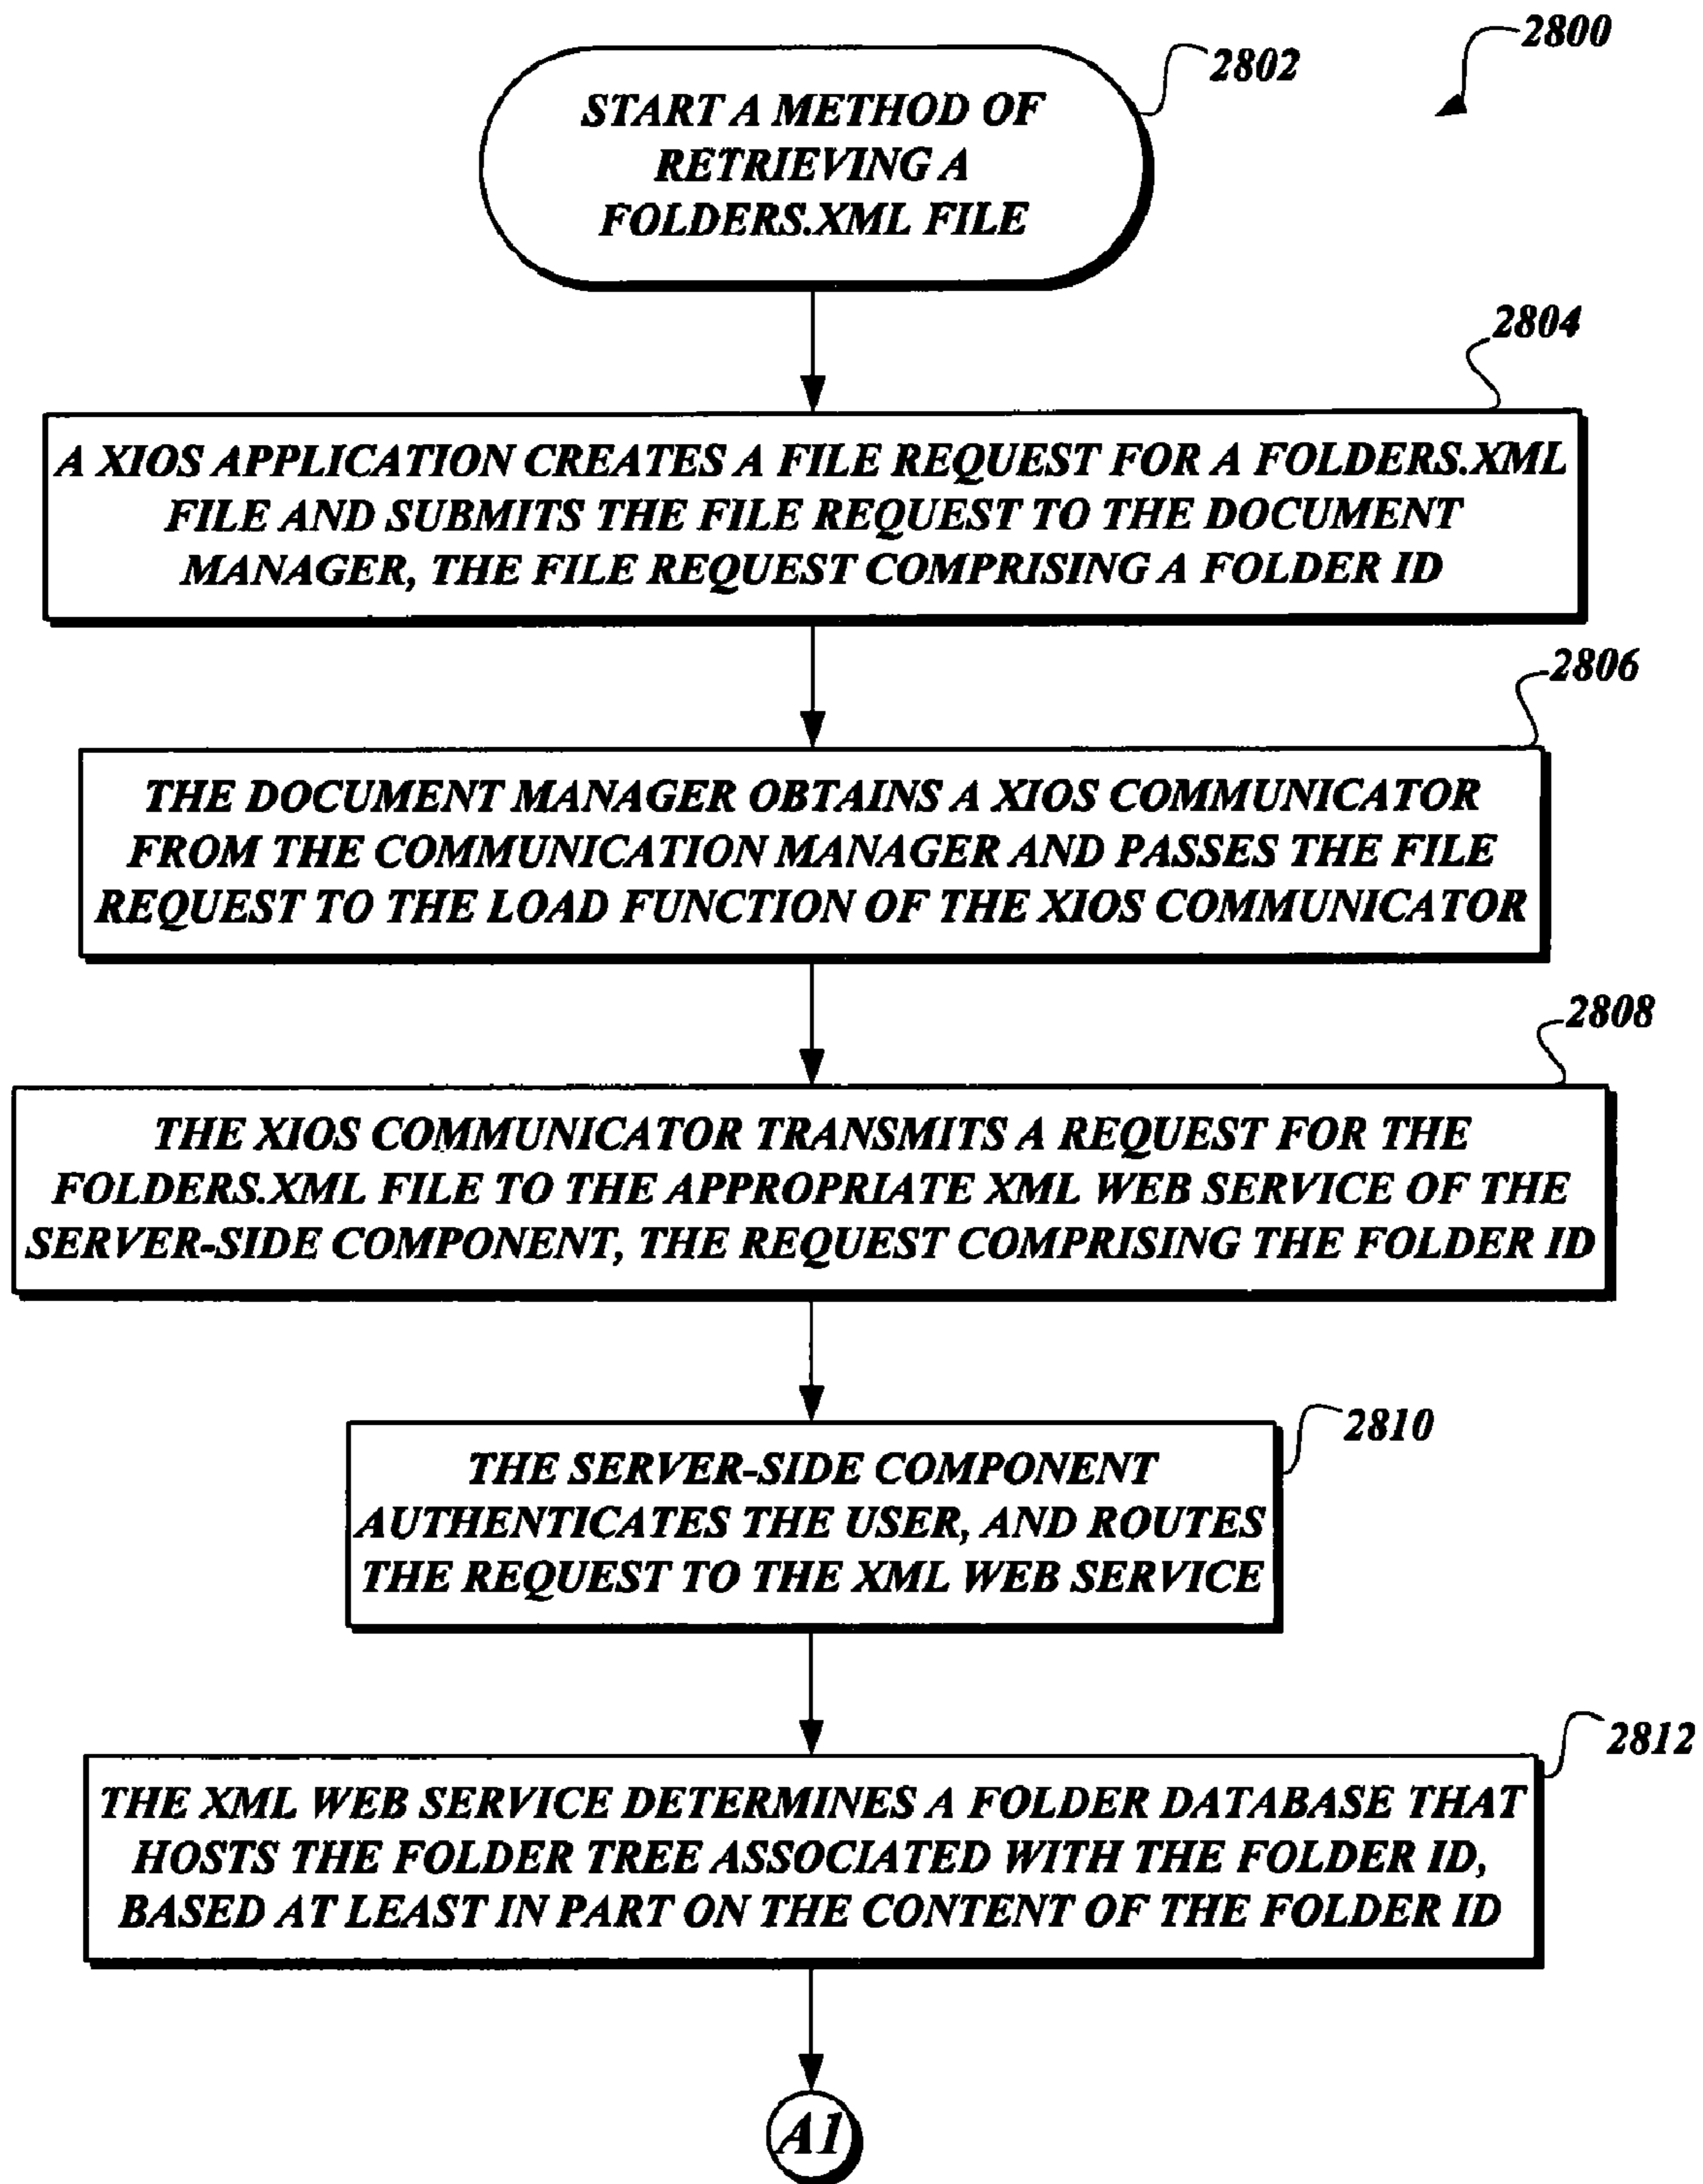 2800
2802
START A METHOD OF
RETRIEVING A
FOLDERS.XML FILE
2804
A XIOS APPLICATION CREATES A FILE REQUEST FOR A FOLDERS.XML
FILE AND SUBMITS THE FILE REQUEST TO THE DOCUMENT
MANAGER, THE FILE REQUEST COMPRISING A FOLDER ID
2806
THE DOCUMENT MANAGER OBTAINS A XIOS COMMUNICATOR
FROM THE COMMUNICATION MANAGER AND PASSES THE FILE
REQUEST TO THE LOAD FUNCTION OF THE XIOS COMMUNICATOR
2808
THE XIOS COMMUNICATOR TRANSMITS A REQUEST FOR THE
FOLDERS.XML FILE TO THE APPROPRIATE XML WEB SERVICE OF THE
SERVER-SIDE COMPONENT, THE REQUEST COMPRISING THE FOLDER ID
2810
THE SERVER-SIDE COMPONENT
AUTHENTICATES THE USER, AND ROUTES
THE REQUEST TO THE XML WEB SERVICE
2812
THE XML WEB SERVICE DETERMINES A FOLDER DATABASE THAT
HOSTS THE FOLDER TREE ASSOCIATED WITH THE FOLDER ID,
BASED AT LEAST IN PART ON THE CONTENT OF THE FOLDER ID
A1